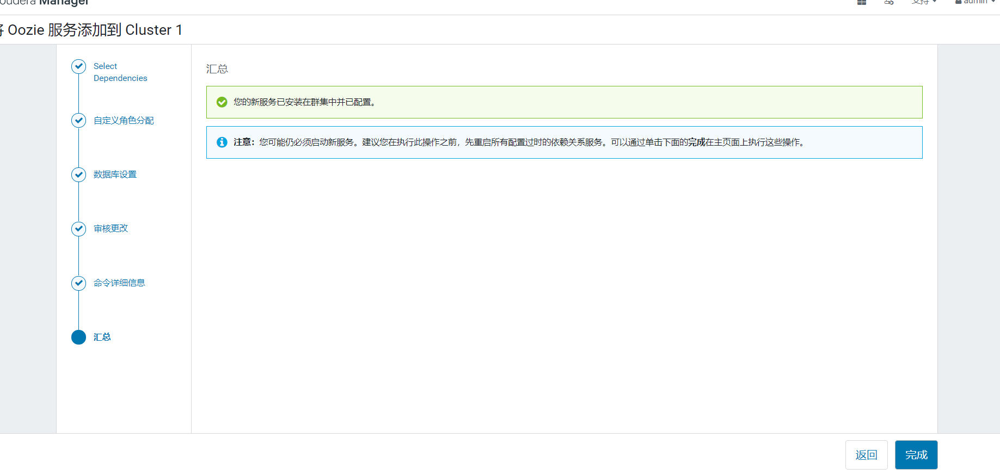 oudera Manager
支持
admin
将 Oozie 服务添加到 Cluster 1
Select
Dependencies
自定义角色分配
数据库设置
审核更改
命令详细信息
汇总
汇总
您的新服务已安装在群集中并已配置。
注意：您可能仍必须启动新服务。建议您在执行此操作之前，先重启所有配置过时的依赖关系服务。可以通过单击下面的完成在主页面上执行这些操作。
返回
完成